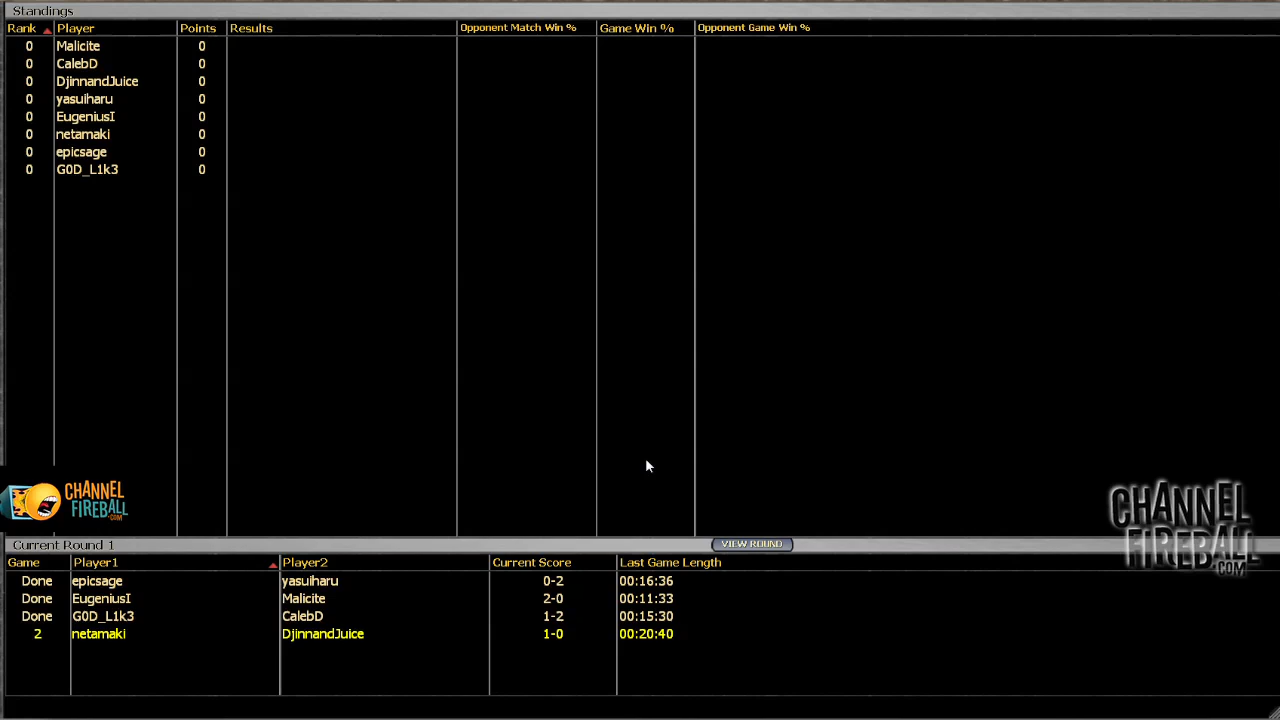 Standings
Rank Player Points Results Opponent Match Win % Game Win % Opponent Game Win %
0 Malicite 0
0 CalebD 0
0 DjinnandJuice 0
0 yasuiharu 0
0 EugeniusI 0
0 netamaki 0
0 epicsage 0
0 G0D_L1k3 0
CHANNEL
FIREBALL
.COM
CHANNEL
FIREBALL
.COM
Current Round 1 VIEW ROUND
Game Player1 Player2 Current Score Last Game Length
Done epicsage yasuiharu 0-2 00:16:36
Done EugeniusI Malicite 2-0 00:11:33
Done G0D_L1k3 CalebD 1-2 00:15:30
2 netamaki DjinnandJuice 1-0 00:20:40